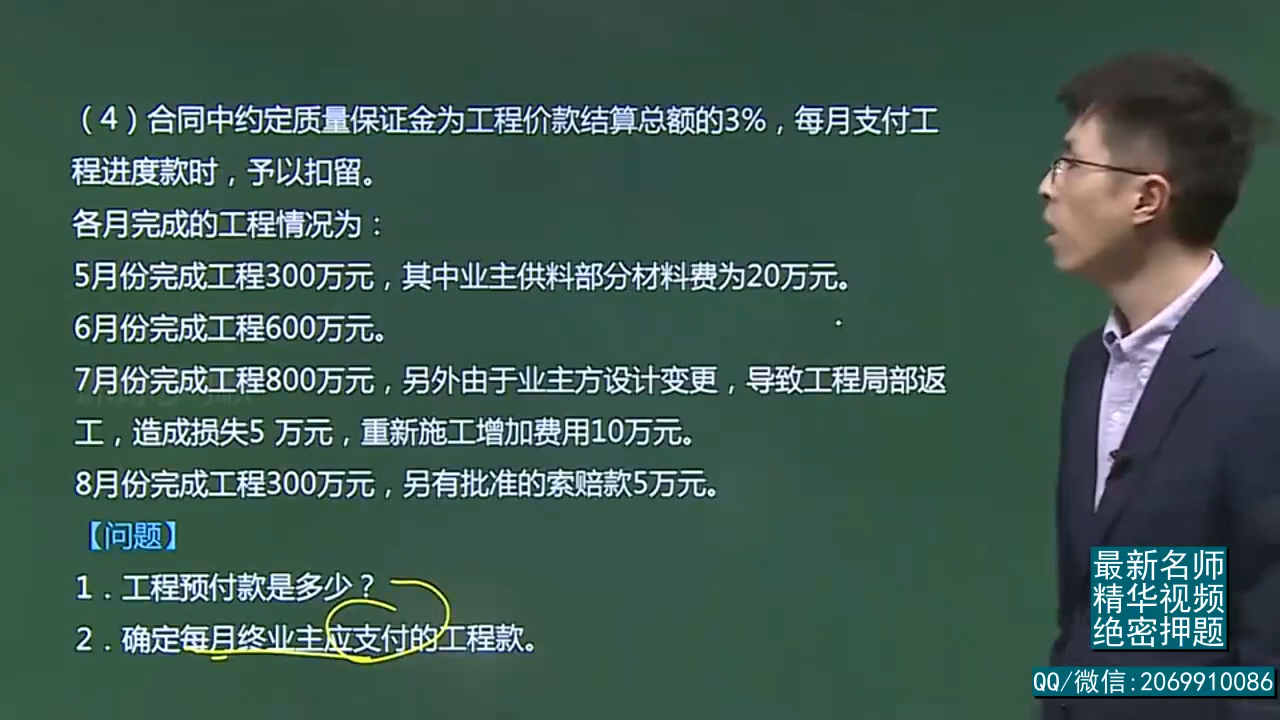 （4）合同中约定质量保证金为工程价款结算总额的3%，每月支付工
程进度款时，予以扣留。
各月完成的工程情况为：
5月份完成工程300万元，其中业主供料部分材料费为20万元。
6月份完成工程600万元。
7月份完成工程800万元，另外由于业主方设计变更，导致工程局部返
工，造成损失5 万元，重新施工增加费用10万元。
8月份完成工程300万元，另有批准的索赔款5万元。
【问题】
1．工程预付款是多少？
2．确定每月终业主应支付的工程款。
最新名师
精华视频
绝密押题
QQ/微信:2069910086